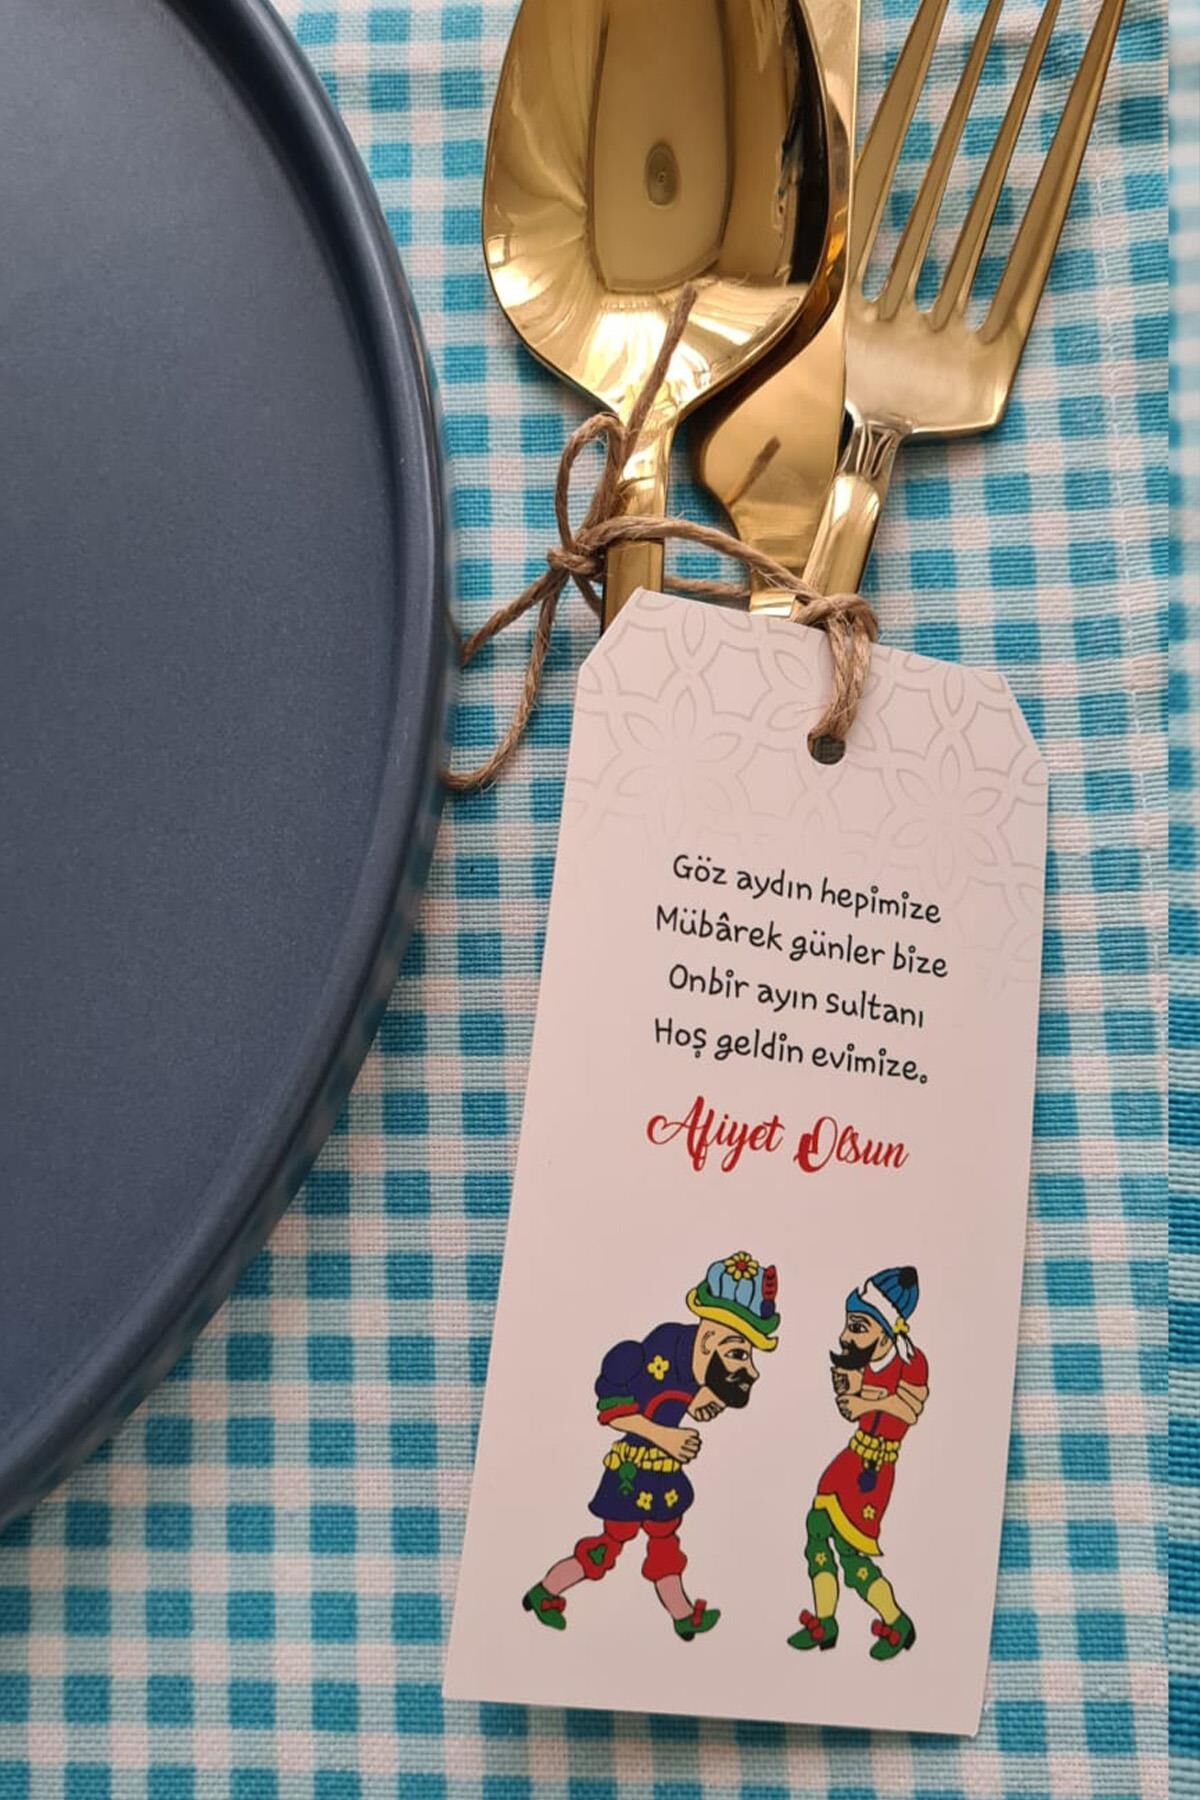 Göz aydın hepimize
Mübârek günler bize
Onbir ayın sultanı
Hoş geldin evimize.
Afiyet Olsun